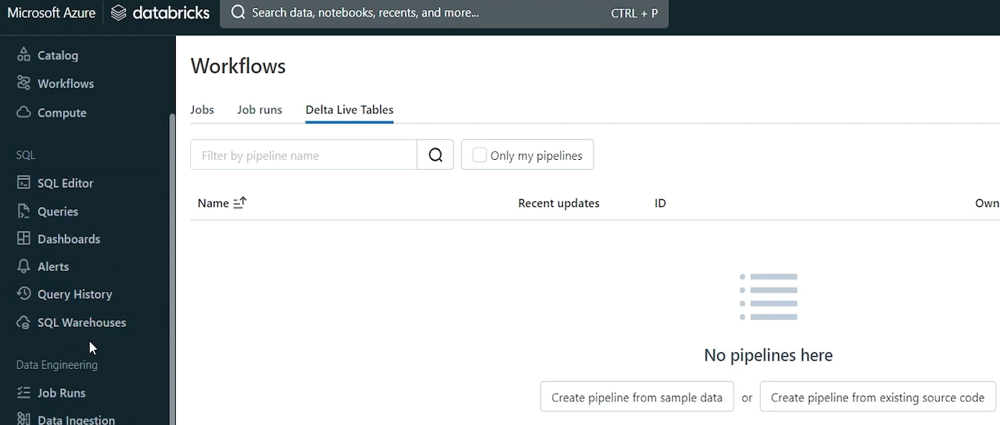 Microsoft Azure
databricks
Search data, notebooks, recents, and more...
CTRL + P
Catalog
Workflows
Compute
SQL
SQL Editor
Queries
Dashboards
Alerts
Query History
SQL Warehouses
Data Engineering
Job Runs
Data Ingestion
Workflows
Jobs
Job runs
Delta Live Tables
Filter by pipeline name
Only my pipelines
Name
Recent updates
ID
Own
No pipelines here
Create pipeline from sample data
or
Create pipeline from existing source code